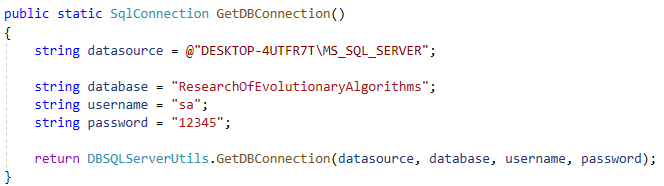 public static SqlConnection GetDBConnection()
{
string datasource = @"DESKTOP-4UTFR7T\MS_SQL_SERVER";
string database = "ResearchOfEvolutionaryAlgorithms";
string username = "sa";
string password = "12345";
return DBSQLServerUtils.GetDBConnection(datasource, database, username, password);
}